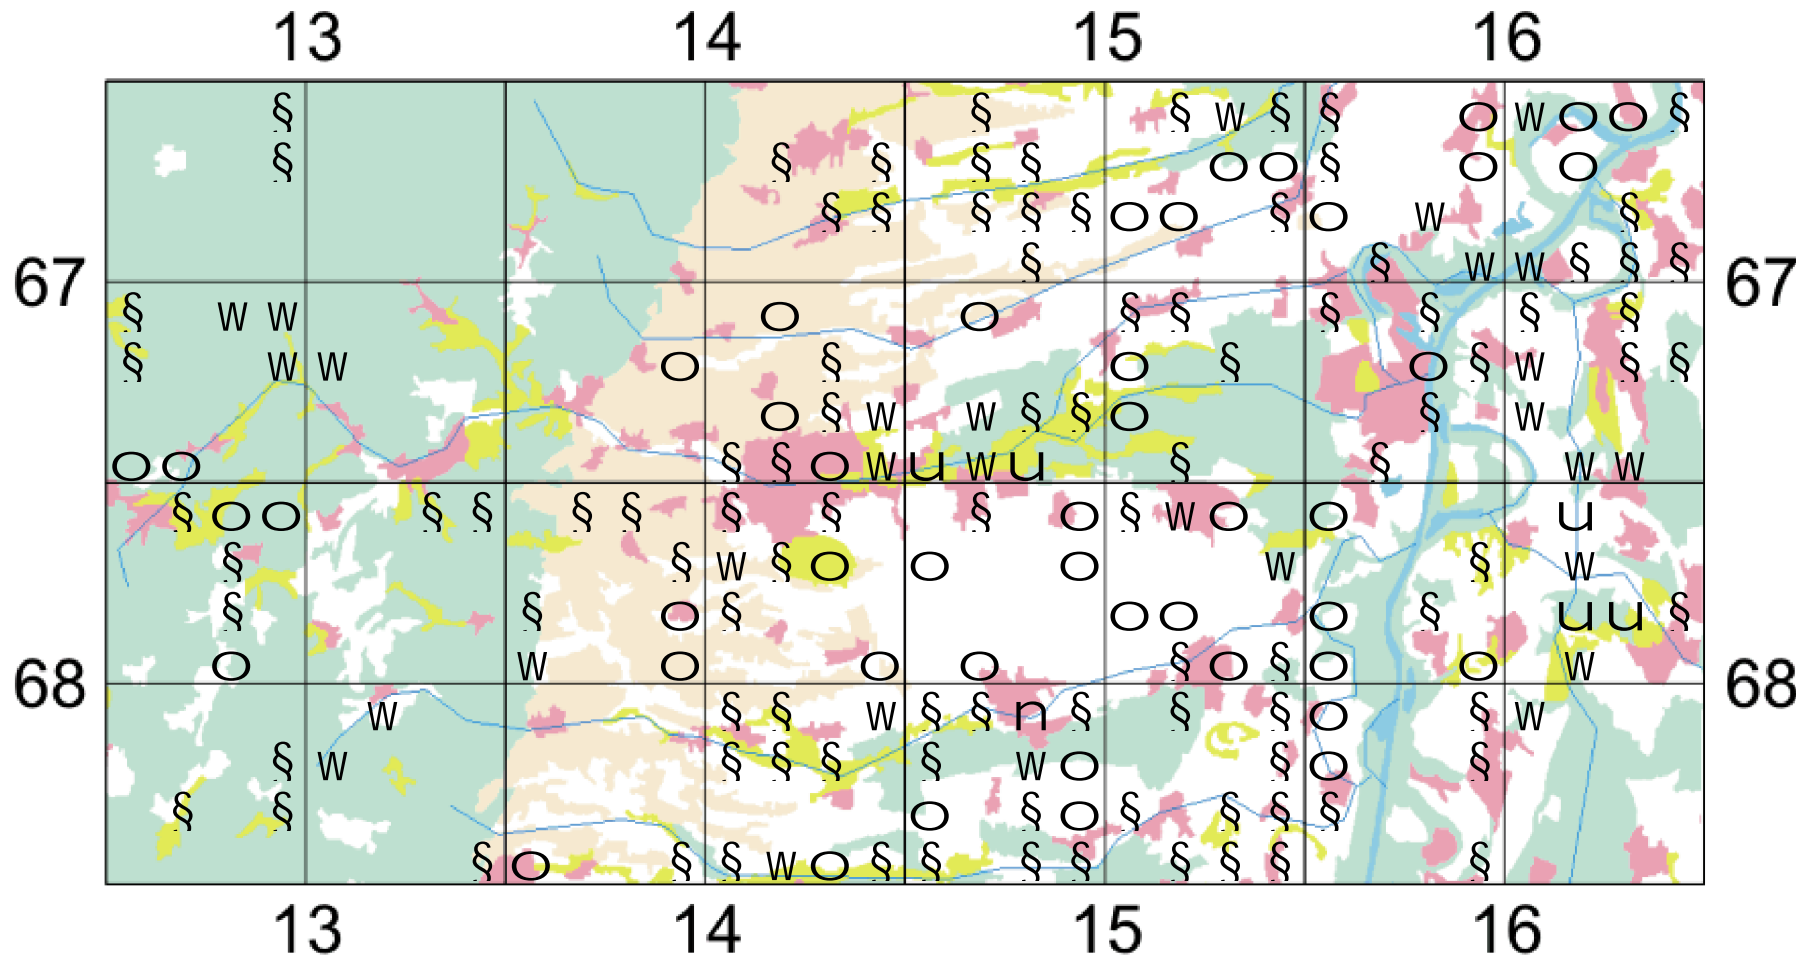 13 14 15 16
§ § § W § § O W O O §
§ § § § § O O § O O
§ § § § § O O § O W §
§ § W W § § §
67 67
§ W W O O § § § § § §
§ W W O § O § O § W § §
O § W W § § O § W
O O § § O W u W u § § W W
§ O O § § § § § § § O § W O O u
§ § W § O O O W § W
§ § O § O O O § u u §
O W O O O § O § O O W
68 68
W § § W § § n § § § O § W
§ W § § § § W O § O §
§ § O § O § § § §
§ O § § W O § § § § § § § §
13 14 15 16